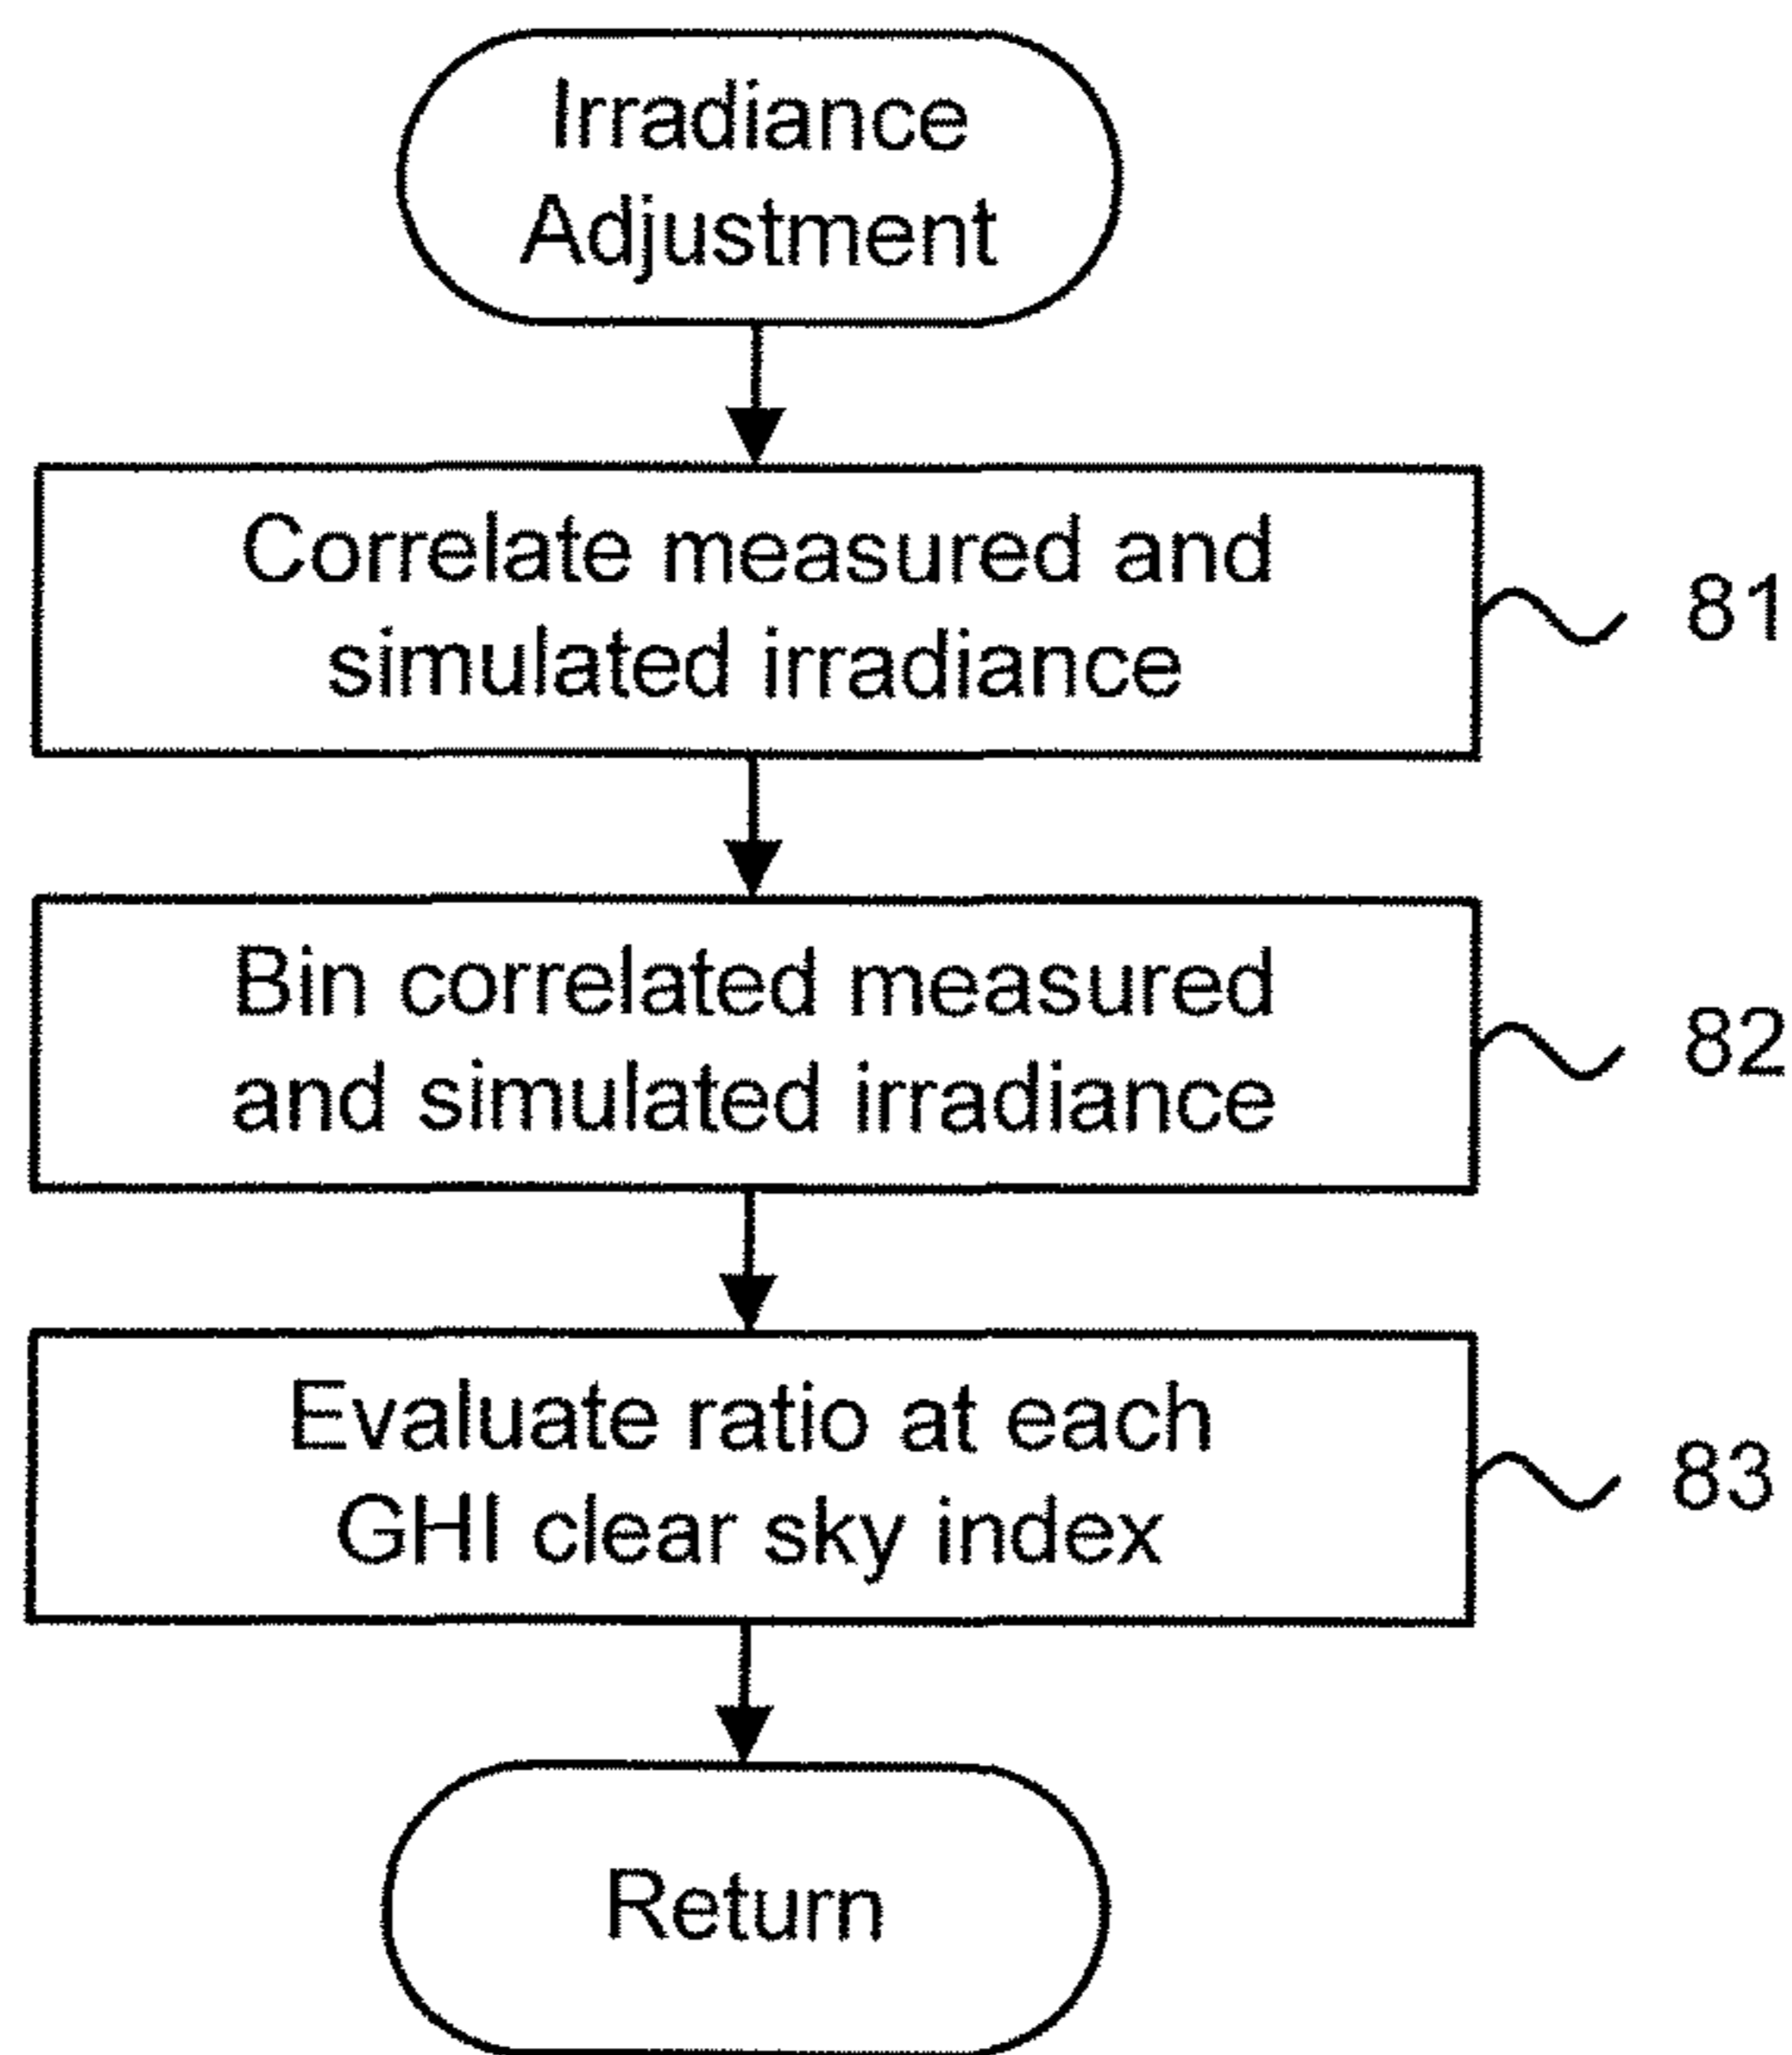 Irradiance
Adjustment
Correlate measured and
simulated irradiance
81
Bin correlated measured
and simulated irradiance
82
Evaluate ratio at each
GHI clear sky index
83
Return